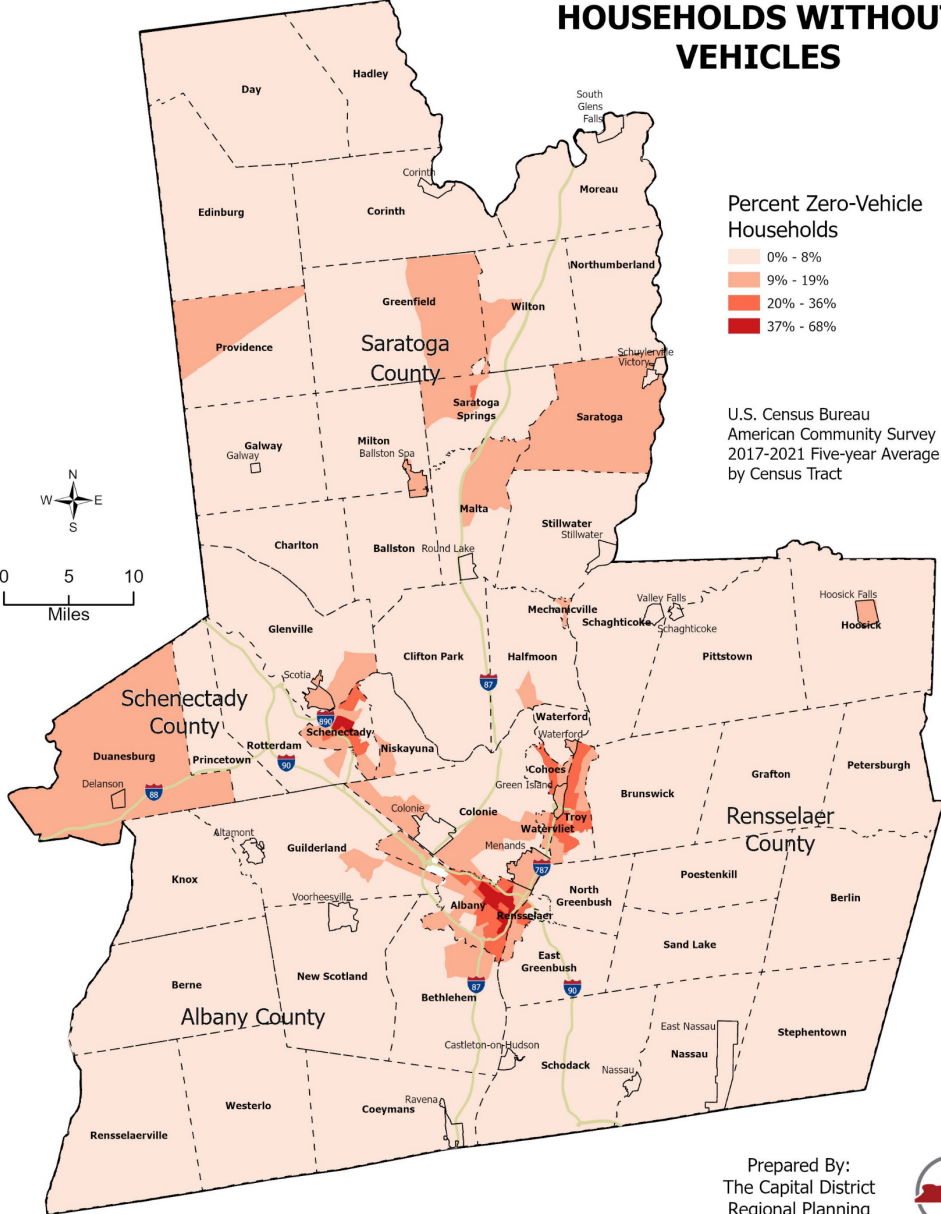 HOUSEHOLDS WITHOUT
VEHICLES
Day
Hadley
South
Glens
Falls
Corinth
Moreau
Edinburg
Corinth
Percent Zero-Vehicle
Households
0% - 8%
9% - 19%
20% - 36%
37% - 68%
Northumberland
Greenfield
Wilton
Providence
Saratoga
County
Schuylerville
Victory
Saratoga
Springs
Saratoga
U.S. Census Bureau
American Community Survey
2017-2021 Five-year Average
by Census Tract
Galway
Galway
Milton
Ballston Spa
N
W E
S
Malta
Stillwater
Stillwater
Charlton
Ballston
Round Lake
0 5 10
Miles
Mechanicville
Valley Falls
Schaghticoke
Schaghticoke
Hoosick Falls
Hoosick
Glenville
Clifton Park
Halfmoon
Pittstown
Scotia
87
Schenectady
County
890
Schenectady
Waterford
Waterford
Rotterdam
Niskayuna
Duanesburg
Princetown
90
Delanson
88
Cohoes
Green Island
Brunswick
Grafton
Petersburgh
Colonie
Colonie
Troy
Watervliet
Rensselaer
County
Altamont
Guilderland
Menands
787
Knox
Poestenkill
Voorheesville
Albany
Rensselaer
North
Greenbush
Berlin
Sand Lake
East
Greenbush
Berne
New Scotland
87
90
Bethlehem
Albany County
East Nassau
Stephentown
Castleton-on-Hudson
Schodack
Nassau
Nassau
Westerlo
Coeymans
Ravena
Rensselaerville
Prepared By:
The Capital District
Regional Planning